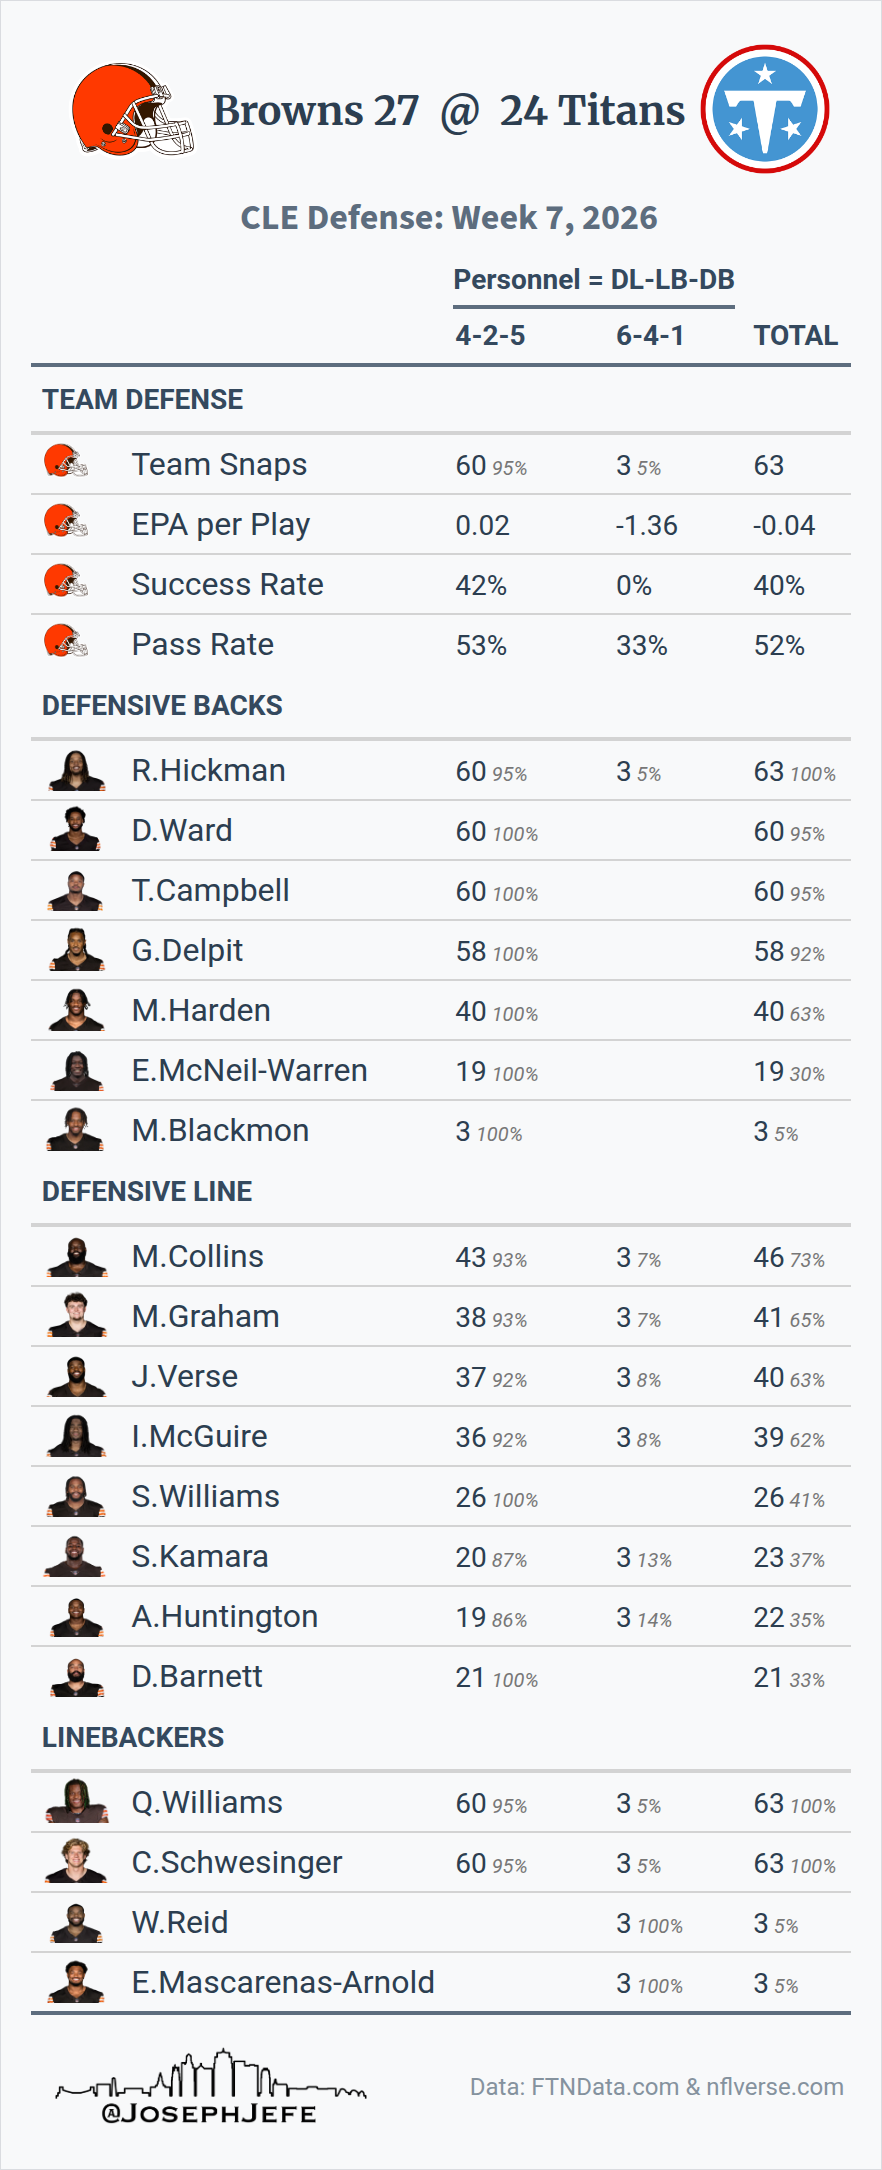 Browns 27 @ 24 Titans
CLE Defense: Week 7, 2026
Personnel = DL-LB-DB
4-2-5 6-4-1 TOTAL
TEAM DEFENSE
Team Snaps 60 95% 3 5% 63
EPA per Play 0.02 -1.36 -0.04
Success Rate 42% 0% 40%
Pass Rate 53% 33% 52%
DEFENSIVE BACKS
R.Hickman 60 95% 3 5% 63 100%
D.Ward 60 100% 60 95%
T.Campbell 60 100% 60 95%
G.Delpit 58 100% 58 92%
M.Harden 40 100% 40 63%
E.McNeil-Warren 19 100% 19 30%
M.Blackmon 3 100% 3 5%
DEFENSIVE LINE
M.Collins 43 93% 3 7% 46 73%
M.Graham 38 93% 3 7% 41 65%
J.Verse 37 92% 3 8% 40 63%
I.McGuire 36 92% 3 8% 39 62%
S.Williams 26 100% 26 41%
S.Kamara 20 87% 3 13% 23 37%
A.Huntington 19 86% 3 14% 22 35%
D.Barnett 21 100% 21 33%
LINEBACKERS
Q.Williams 60 95% 3 5% 63 100%
C.Schwesinger 60 95% 3 5% 63 100%
W.Reid 3 100% 3 5%
E.Mascarenas-Arnold 3 100% 3 5%
@JOSEPHJEFE
Data: FTNData.com & nflverse.com